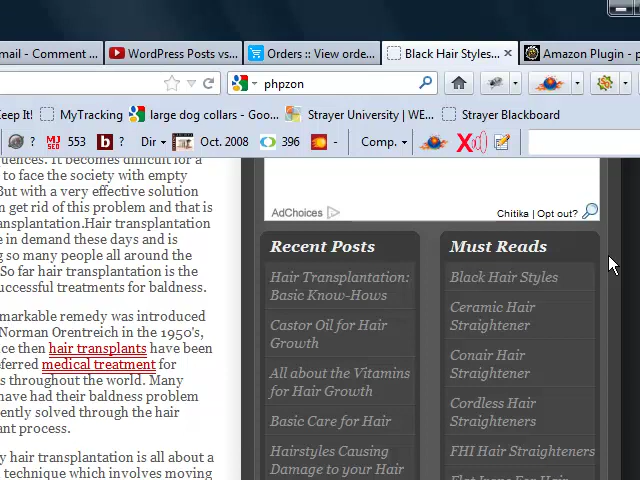 mail - Comment ...
WordPress Posts vs...
Orders :: View orde...
Black Hair Styles...
Amazon Plugin - p
phpzon
Keep It!
MyTracking
large dog collars - Goo...
Strayer University | WE...
Strayer Blackboard
?
MJ SEO
553
b
?
Dir
Oct. 2008
396
-
Comp.
quences. It becomes difficult for a
to face the society with empty
But with a very effective solution
n get rid of this problem and that is
ansplantation.Hair transplantation
e in demand these days and is
g so many people all around the
So far hair transplantation is the
uccessful treatments for baldness.
markable remedy was introduced
Norman Orentreich in the 1950's,
ce then hair transplants have been
eferred medical treatment for
s throughout the world. Many
have had their baldness problem
ently solved through the hair
ant process.
y hair transplantation is all about a
technique which involves moving
AdChoices
Chitika | Opt out?
Recent Posts
Hair Transplantation:
Basic Know-Hows
Castor Oil for Hair
Growth
All about the Vitamins
for Hair Growth
Basic Care for Hair
Hairstyles Causing
Damage to your Hair
Must Reads
Black Hair Styles
Ceramic Hair
Straightener
Conair Hair
Straightener
Cordless Hair
Straighteners
FHI Hair Straighteners
Flat Irons For Hair